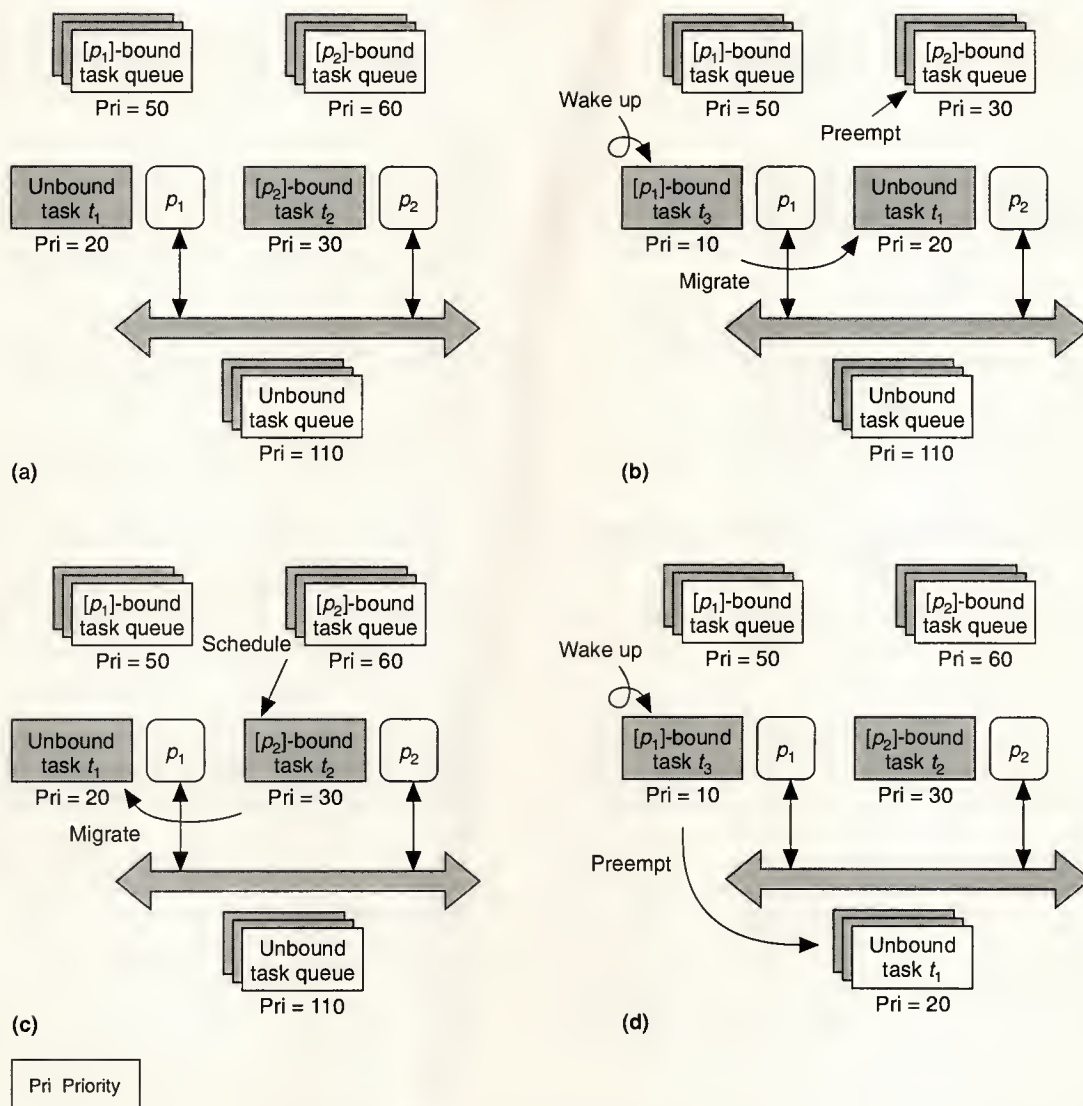 [p₁]-bound
task queue
Pri = 50
[p₂]-bound
task queue
Pri = 60
Unbound
task t₁
Pri = 20
p₁
[p₂]-bound
task t₂
Pri = 30
p₂
Unbound
task queue
Pri = 110
(a)
[p₁]-bound
task queue
Pri = 50
[p₂]-bound
task queue
Pri = 30
Wake up
Preempt
[p₁]-bound
task t₃
Pri = 10
p₁
Unbound
task t₁
Pri = 20
p₂
Migrate
Unbound
task queue
Pri = 110
(b)
[p₁]-bound
task queue
Pri = 50
[p₂]-bound
task queue
Pri = 60
Schedule
Unbound
task t₁
Pri = 20
p₁
[p₂]-bound
task t₂
Pri = 30
p₂
Migrate
Unbound
task queue
Pri = 110
(c)
[p₁]-bound
task queue
Pri = 50
[p₂]-bound
task queue
Pri = 60
Wake up
[p₁]-bound
task t₃
Pri = 10
p₁
[p₂]-bound
task t₂
Pri = 30
p₂
Preempt
Unbound
task t₁
Pri = 20
(d)
Pri Priority